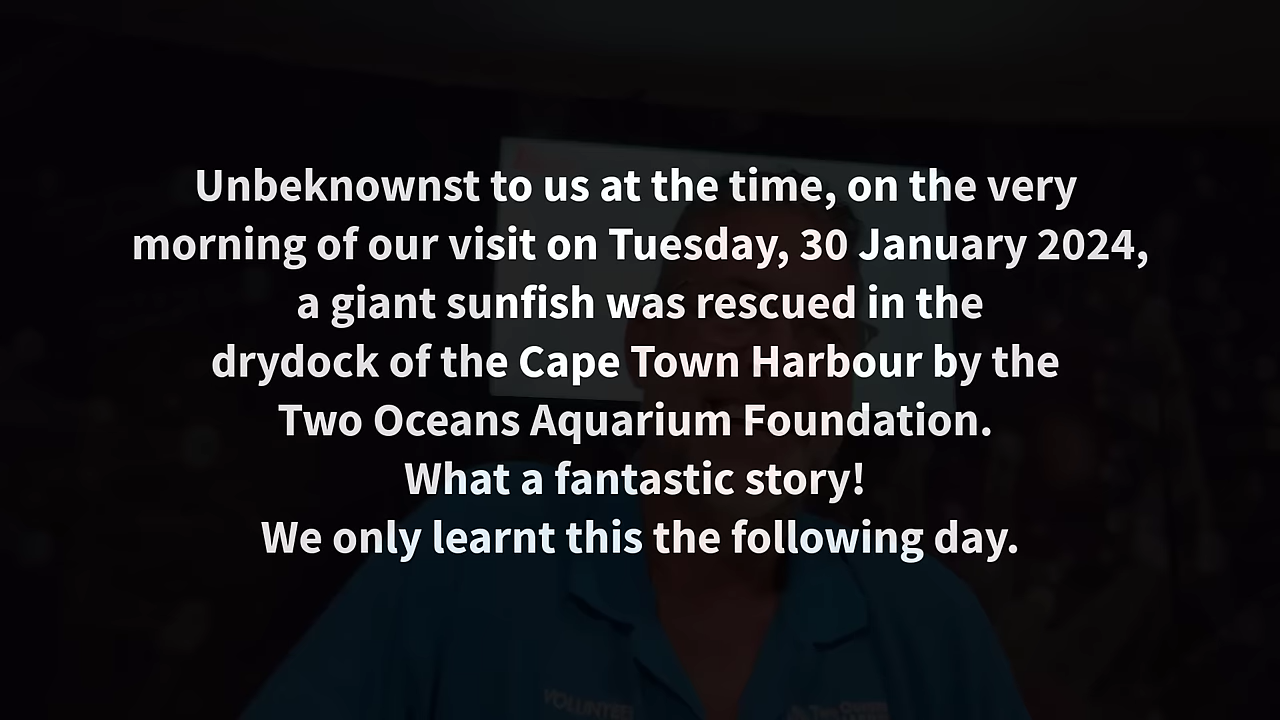 Unbeknownst to us at the time, on the very
morning of our visit on Tuesday, 30 January 2024,
a giant sunfish was rescued in the
drydock of the Cape Town Harbour by the
Two Oceans Aquarium Foundation.
What a fantastic story!
We only learnt this the following day.
Two Oceans